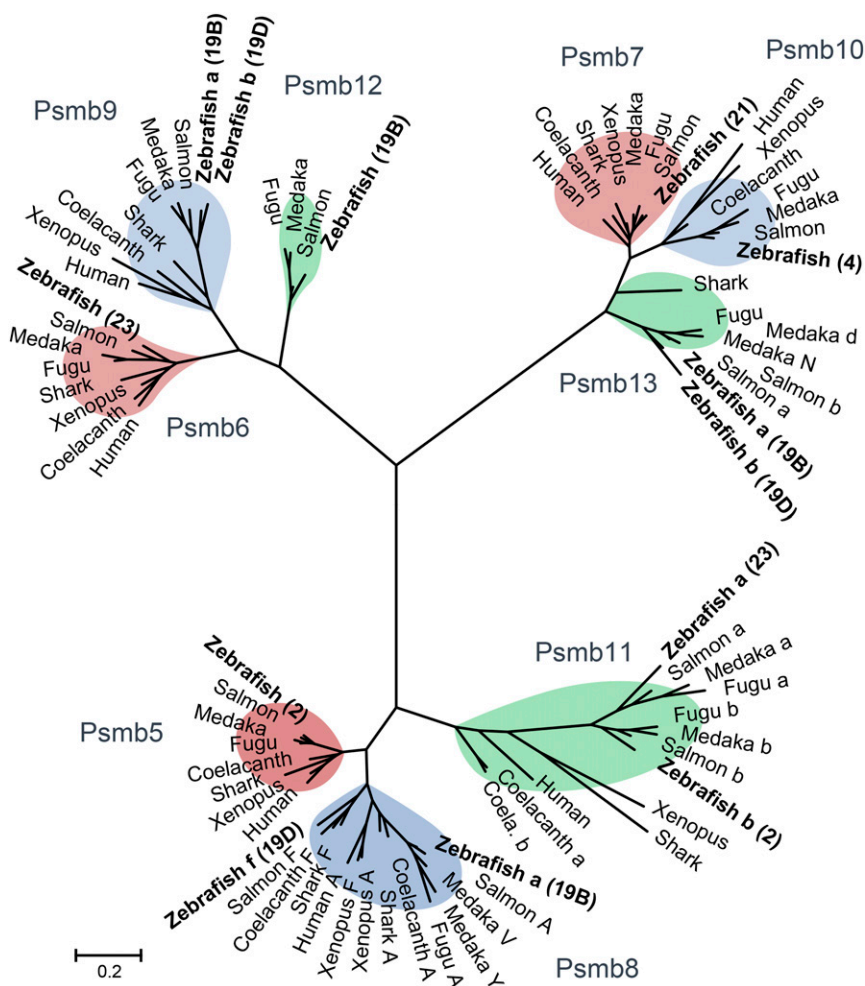 Psmb9
Zebrafish a (19B)
Zebrafish b (19D)
Salmon
Medaka
Fugu
Shark
Coelacanth
Xenopus
Human
Psmb12
Fugu
Medaka
Salmon
Zebrafish (19B)
Psmb6
Zebrafish (23)
Salmon
Medaka
Fugu
Shark
Xenopus
Coelacanth
Human
Psmb7
Human
Coelacanth
Shark
Xenopus
Medaka
Fugu
Salmon
Zebrafish (21)
Psmb10
Human
Xenopus
Coelacanth
Fugu
Medaka
Salmon
Zebrafish (4)
Psmb13
Shark
Fugu
Medaka d
Medaka N
Salmon b
Salmon a
Zebrafish a (19B)
Zebrafish b (19D)
Psmb11
Zebrafish a (23)
Salmon a
Medaka a
Fugu a
Fugu b
Medaka b
Salmon b
Zebrafish b (2)
Xenopus
Shark
Human
Coelacanth a
Coela. b
Psmb5
Zebrafish (2)
Salmon
Medaka
Fugu
Coelacanth
Shark
Xenopus
Human
Psmb8
Zebrafish f (19D)
Salmon F
Coelacanth F
Shark F
Human A
Xenopus F
Xenopus A
Shark A
Coelacanth A
Fugu A
Medaka Y
Medaka V
Salmon A
Zebrafish a (19B)
0.2